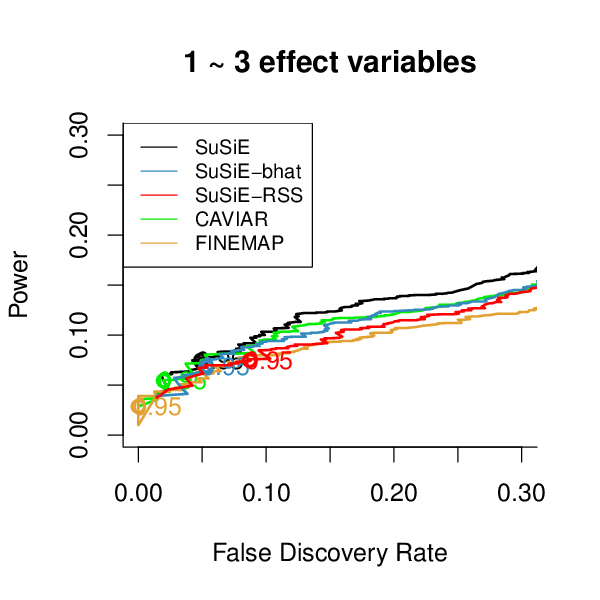 1 ~ 3 effect variables
Power
0.30
0.20
0.10
0.00
SuSiE
SuSiE−bhat
SuSiE−RSS
CAVIAR
FINEMAP
0.95
0.95
0.00
0.10
0.20
0.30
False Discovery Rate